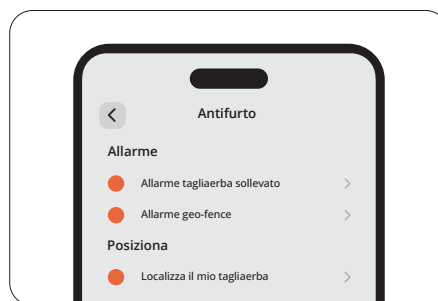 Antifurto
Allarme
Allarme tagliaerba sollevato
Allarme geo-fence
Posiziona
Localizza il mio tagliaerba